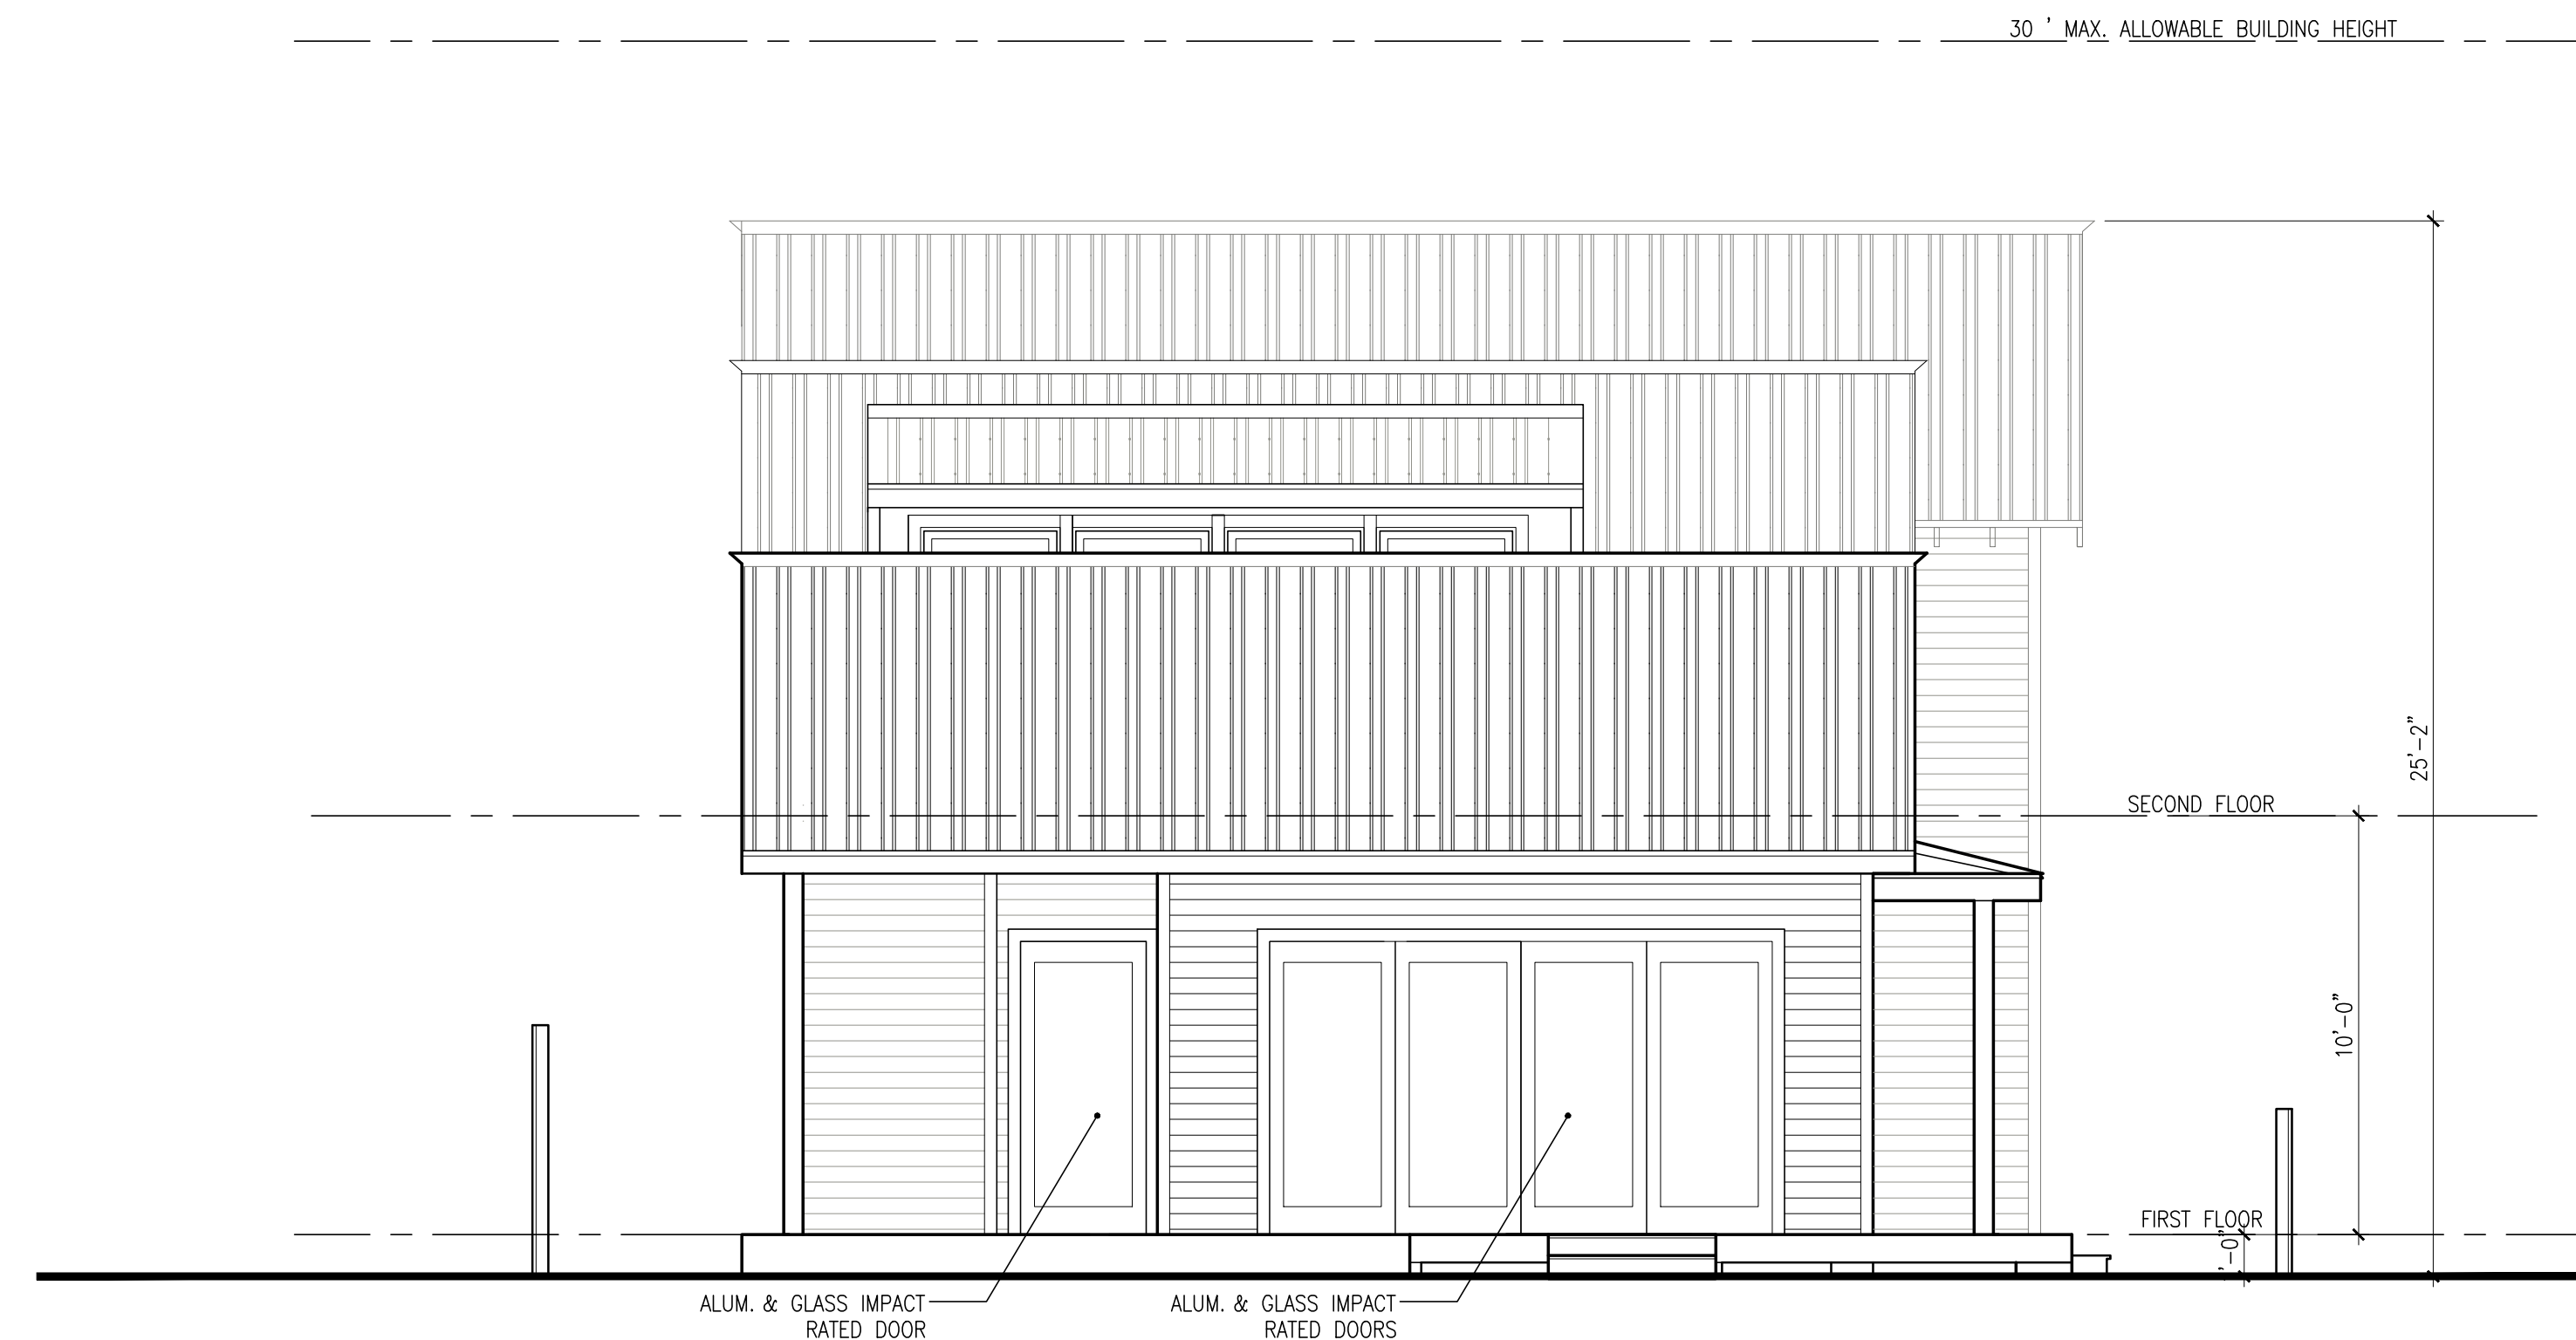 30 ' MAX. ALLOWABLE BUILDING HEIGHT
25'-2"
SECOND FLOOR
10'-0"
FIRST FLOOR
'-0"
ALUM. & GLASS IMPACT
RATED DOOR
ALUM. & GLASS IMPACT
RATED DOORS